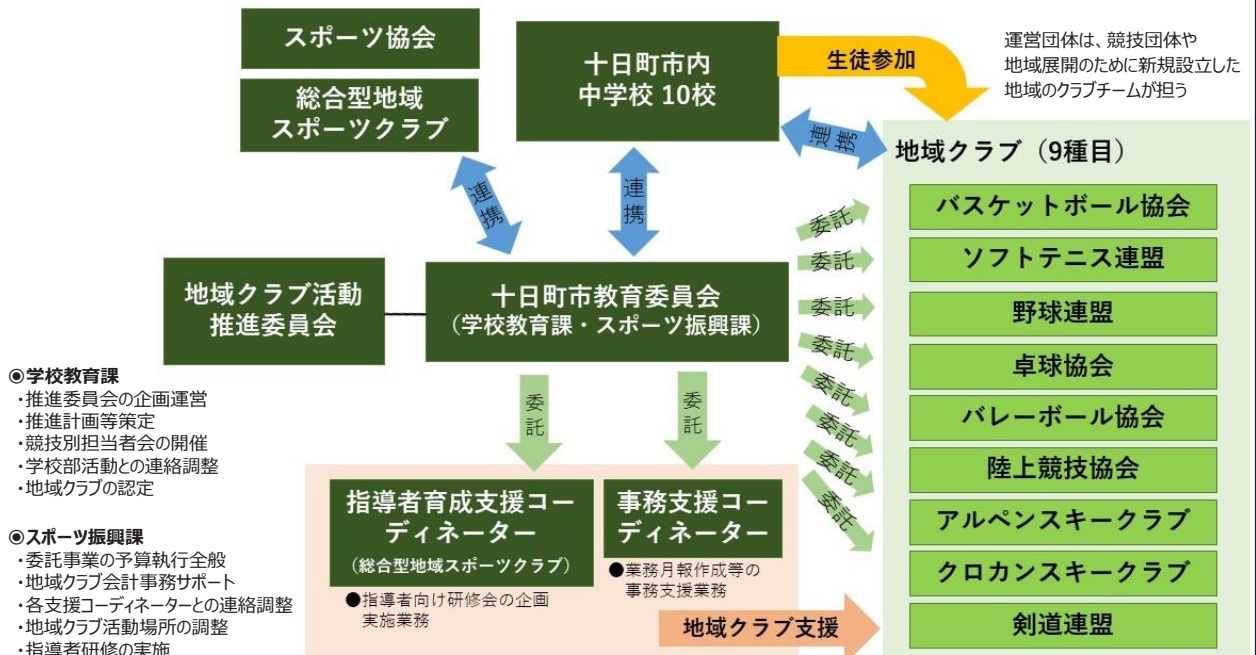 スポーツ協会
総合型地域
スポーツクラブ
十日町市内
中学校 10校
生徒参加
運営団体は、競技団体や
地域展開のために新規設立した
地域のクラブチームが担う
連携
連携
連携
地域クラブ（9種目）
バスケットボール協会
ソフトテニス連盟
野球連盟
卓球協会
バレーボール協会
陸上競技協会
アルペンスキークラブ
クロカンスキークラブ
剣道連盟
委託
委託
委託
委託
委託
委託
委託
委託
地域クラブ活動
推進委員会
十日町市教育委員会
（学校教育課・スポーツ振興課）
委託
委託
◉学校教育課
・推進委員会の企画運営
・推進計画等策定
・競技別担当者会の開催
・学校部活動との連絡調整
・地域クラブの認定
◉スポーツ振興課
・委託事業の予算執行全般
・地域クラブ会計事務サポート
・各支援コーディネーターとの連絡調整
・地域クラブ活動場所の調整
・指導者研修の実施
指導者育成支援コー
ディネーター
（総合型地域スポーツクラブ）
●指導者向け研修会の企画
実施業務
事務支援コー
ディネーター
●業務月報作成等の
事務支援業務
地域クラブ支援